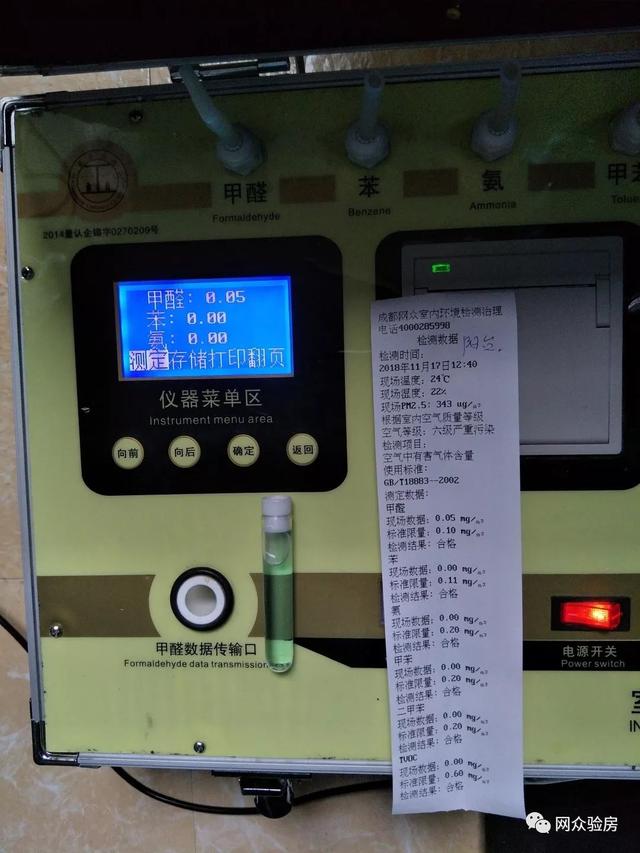 甲醛
Formaldehyde
苯
Benzene
氨
Ammonia
2014量认企锦字0270209号
甲醛: 0.05
苯: 0.00
氨: 0.00
测定存储打印翻页
仪器菜单区
Instrument menu area
向前
向后
确定
返回
甲醛数据传输口
Formaldehyde data transmission
成都网众室内环境检测治理
电话4000285998
检测数据
检测时间:
2018年11月17日12:40
现场温度: 24℃
现场湿度: 22%
现场PM2.5: 343 ug/m3
根据室内空气质量等级
空气等级: 六级严重污染
检测项目:
空气中有害气体含量
使用标准:
GB/T18883--2002
测定数据:
甲醛
现场数据: 0.05 mg/m3
标准限量: 0.10 mg/m3
检测结果: 合格
苯
现场数据: 0.00 mg/m3
标准限量: 0.11 mg/m3
检测结果: 合格
氨
现场数据: 0.00 mg/m3
标准限量: 0.20 mg/m3
检测结果: 合格
甲苯
现场数据: 0.00 mg/m3
标准限量: 0.20 mg/m3
检测结果: 合格
二甲苯
现场数据: 0.00 mg/m3
标准限量: 0.20 mg/m3
检测结果: 合格
TVOC
现场数据: 0.00 mg/m3
标准限量: 0.60 mg/m3
检测结果: 合格
电源开关
Power switch
网众验房